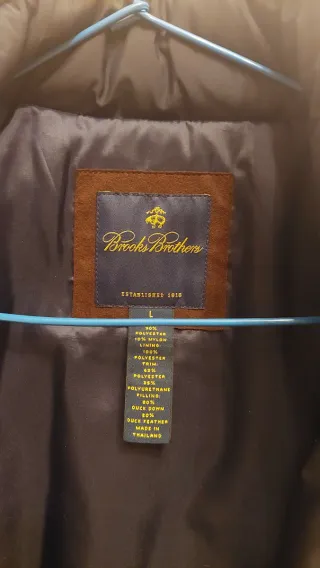 Brooks Brothers
ESTABLISHED 1818
L
90%
POLYESTER
10% NYLON
LINING:
100%
POLYESTER
TRIM:
65%
POLYESTER
35%
POLYURETHANE
FILLING:
80%
DUCK DOWN
20%
DUCK FEATHER
MADE IN
THAILAND